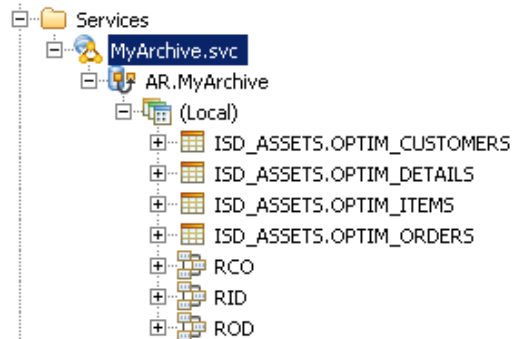 Services
MyArchive.svc
AR.MyArchive
(Local)
ISD_ASSETS.OPTIM_CUSTOMERS
ISD_ASSETS.OPTIM_DETAILS
ISD_ASSETS.OPTIM_ITEMS
ISD_ASSETS.OPTIM_ORDERS
RCO
RID
ROD